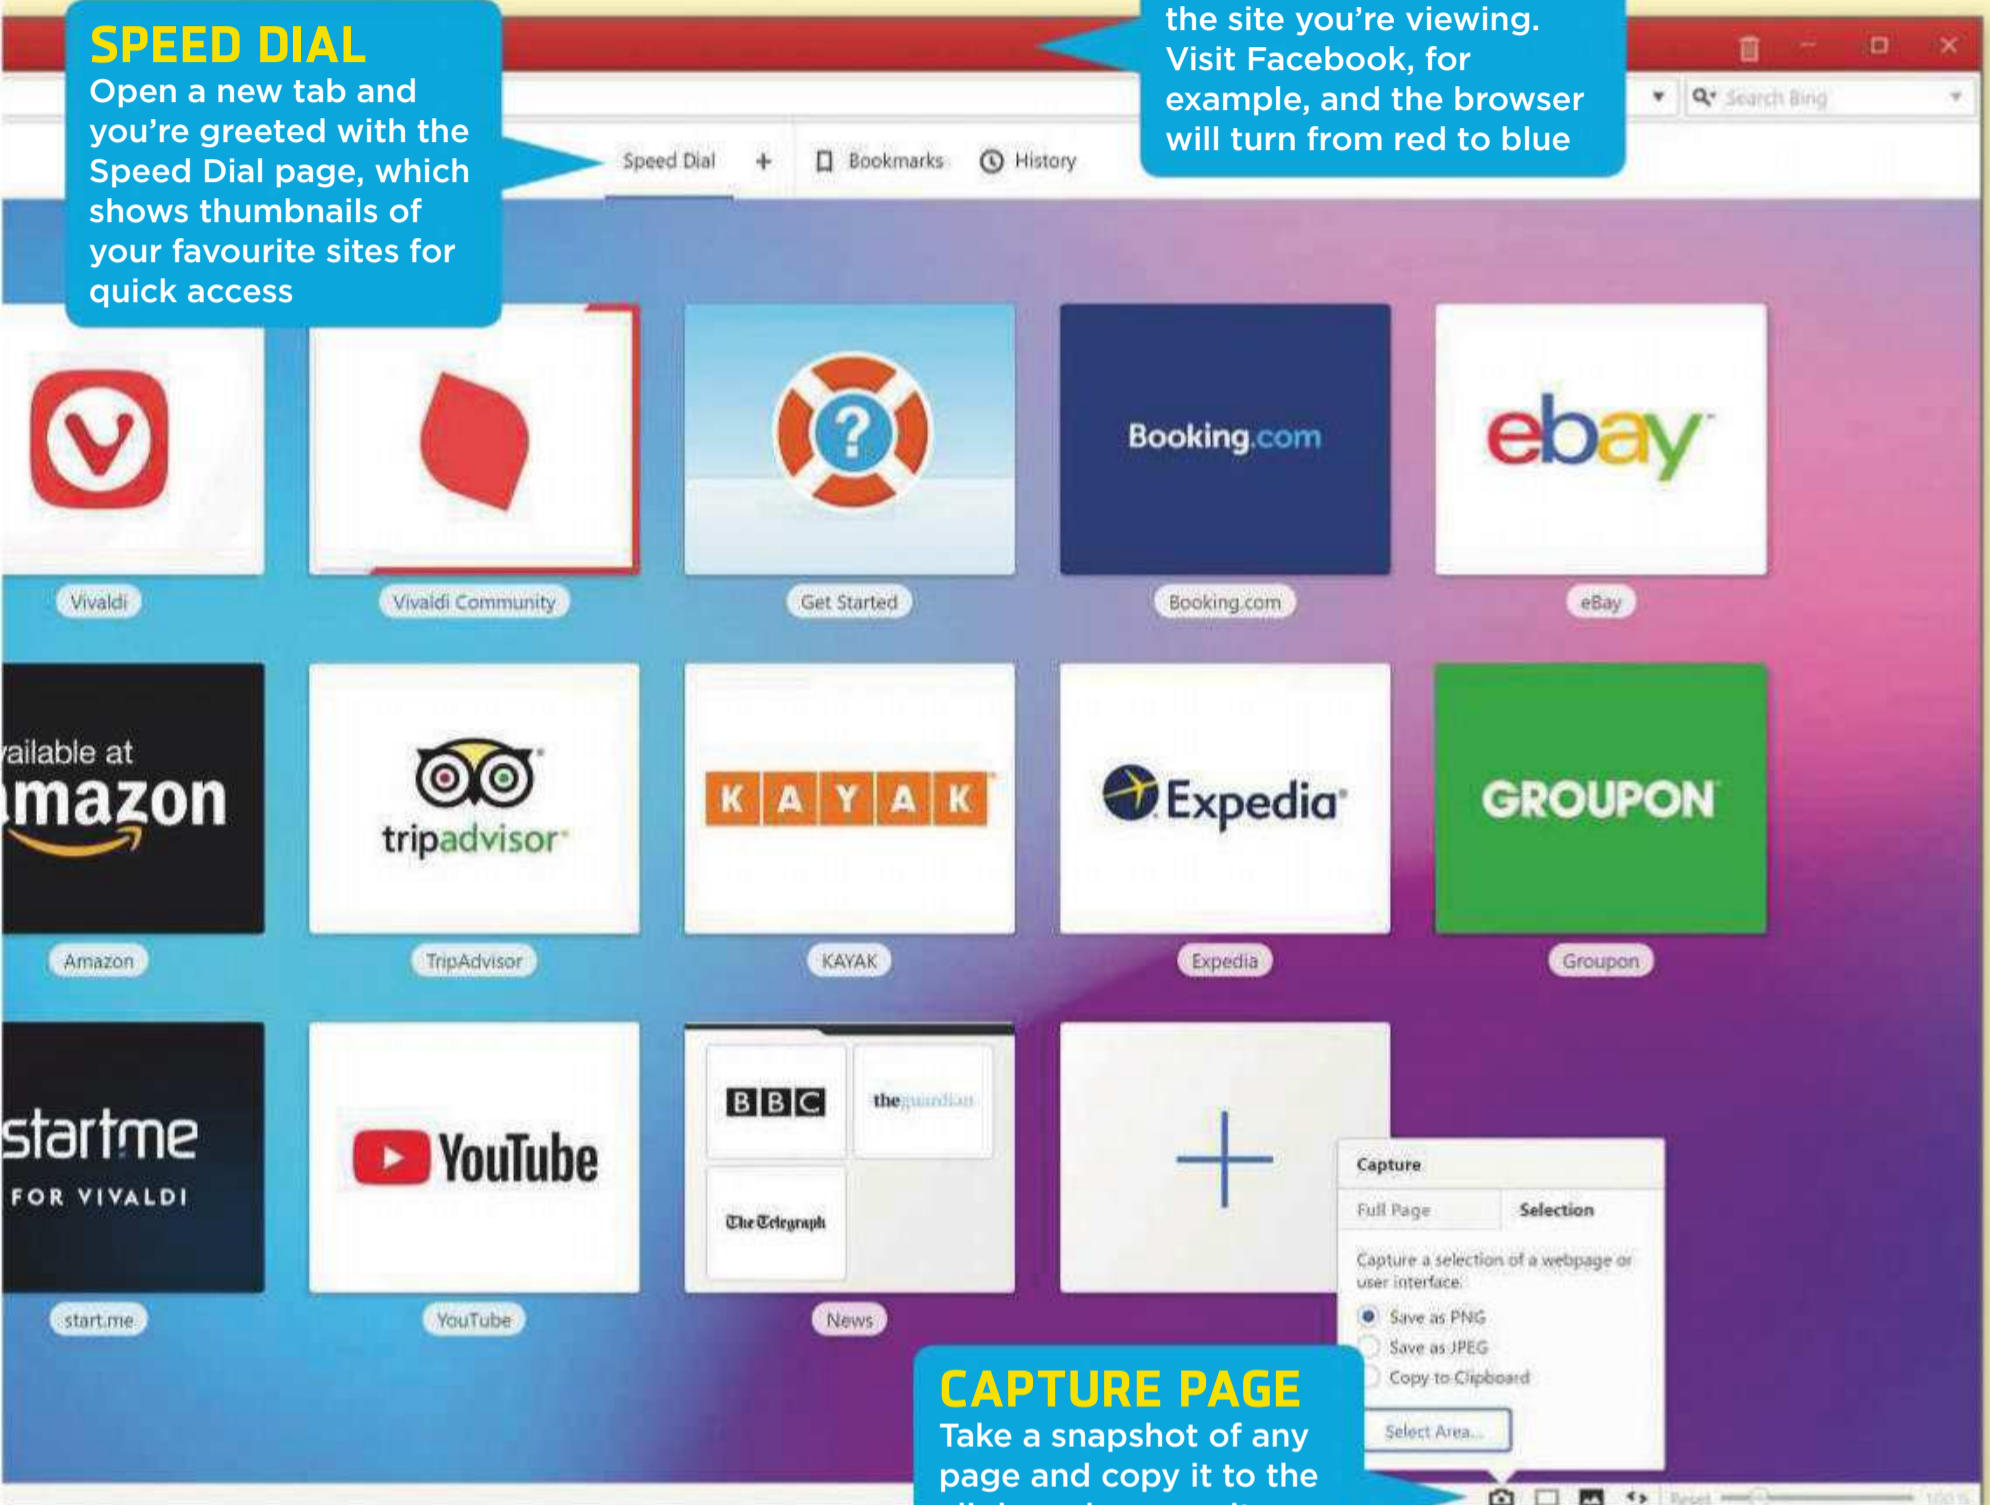 SPEED DIAL
Open a new tab and
you're greeted with the
Speed Dial page, which
shows thumbnails of
your favourite sites for
quick access
the site you're viewing.
Visit Facebook, for
example, and the browser
will turn from red to blue
Search Bing
Speed Dial + Bookmarks History
Booking.com
ebay
Vivaldi
Vivaldi Community
Get Started
Booking.com
eBay
at
tripadvisor
KAYAK
Expedia
GROUPON
Amazon
TripAdvisor
KAYAK
Expedia
Groupon
startme
FOR VIVALDI
YouTube
BBC
theguardian
The Telegraph
start.me
YouTube
News
Capture
Full Page Selection
Capture a selection of a webpage or
user interface.
Save as PNG
Save as JPEG
Copy to Clipboard
Select Area...
CAPTURE PAGE
Take a snapshot of any
page and copy it to the
Reset 100 %